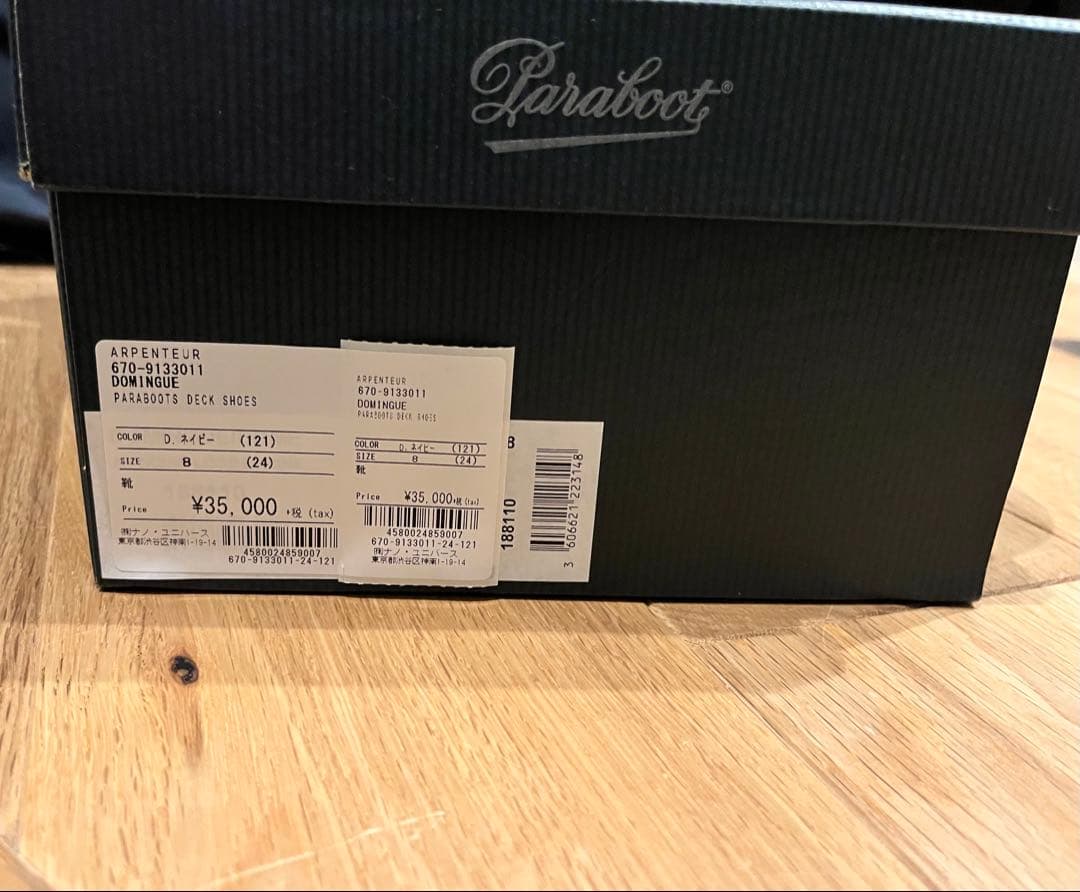 Paraboot®
ARPENTEUR
670-9133011
DOMINGUE
PARABOOTS DECK SHOES
COLOR D. ネイビー (121)
SIZE 8 (24)
靴
Price ¥35,000 +税 (tax)
㈱ナノ・ユニバース
東京都渋谷区神南1-19-14
4580024859007
670-9133011-24-121
ARPENTEUR
670-9133011
DOMINGUE
PARABOOTS DECK SHOES
COLOR D. ネイビー (121)
SIZE 8 (24)
靴
Price ¥35,000+税(tax)
4580024859007
670-9133011-24-121
㈱ナノ・ユニバース
東京都渋谷区神南1-19-14
8
188110
3 606621 223148